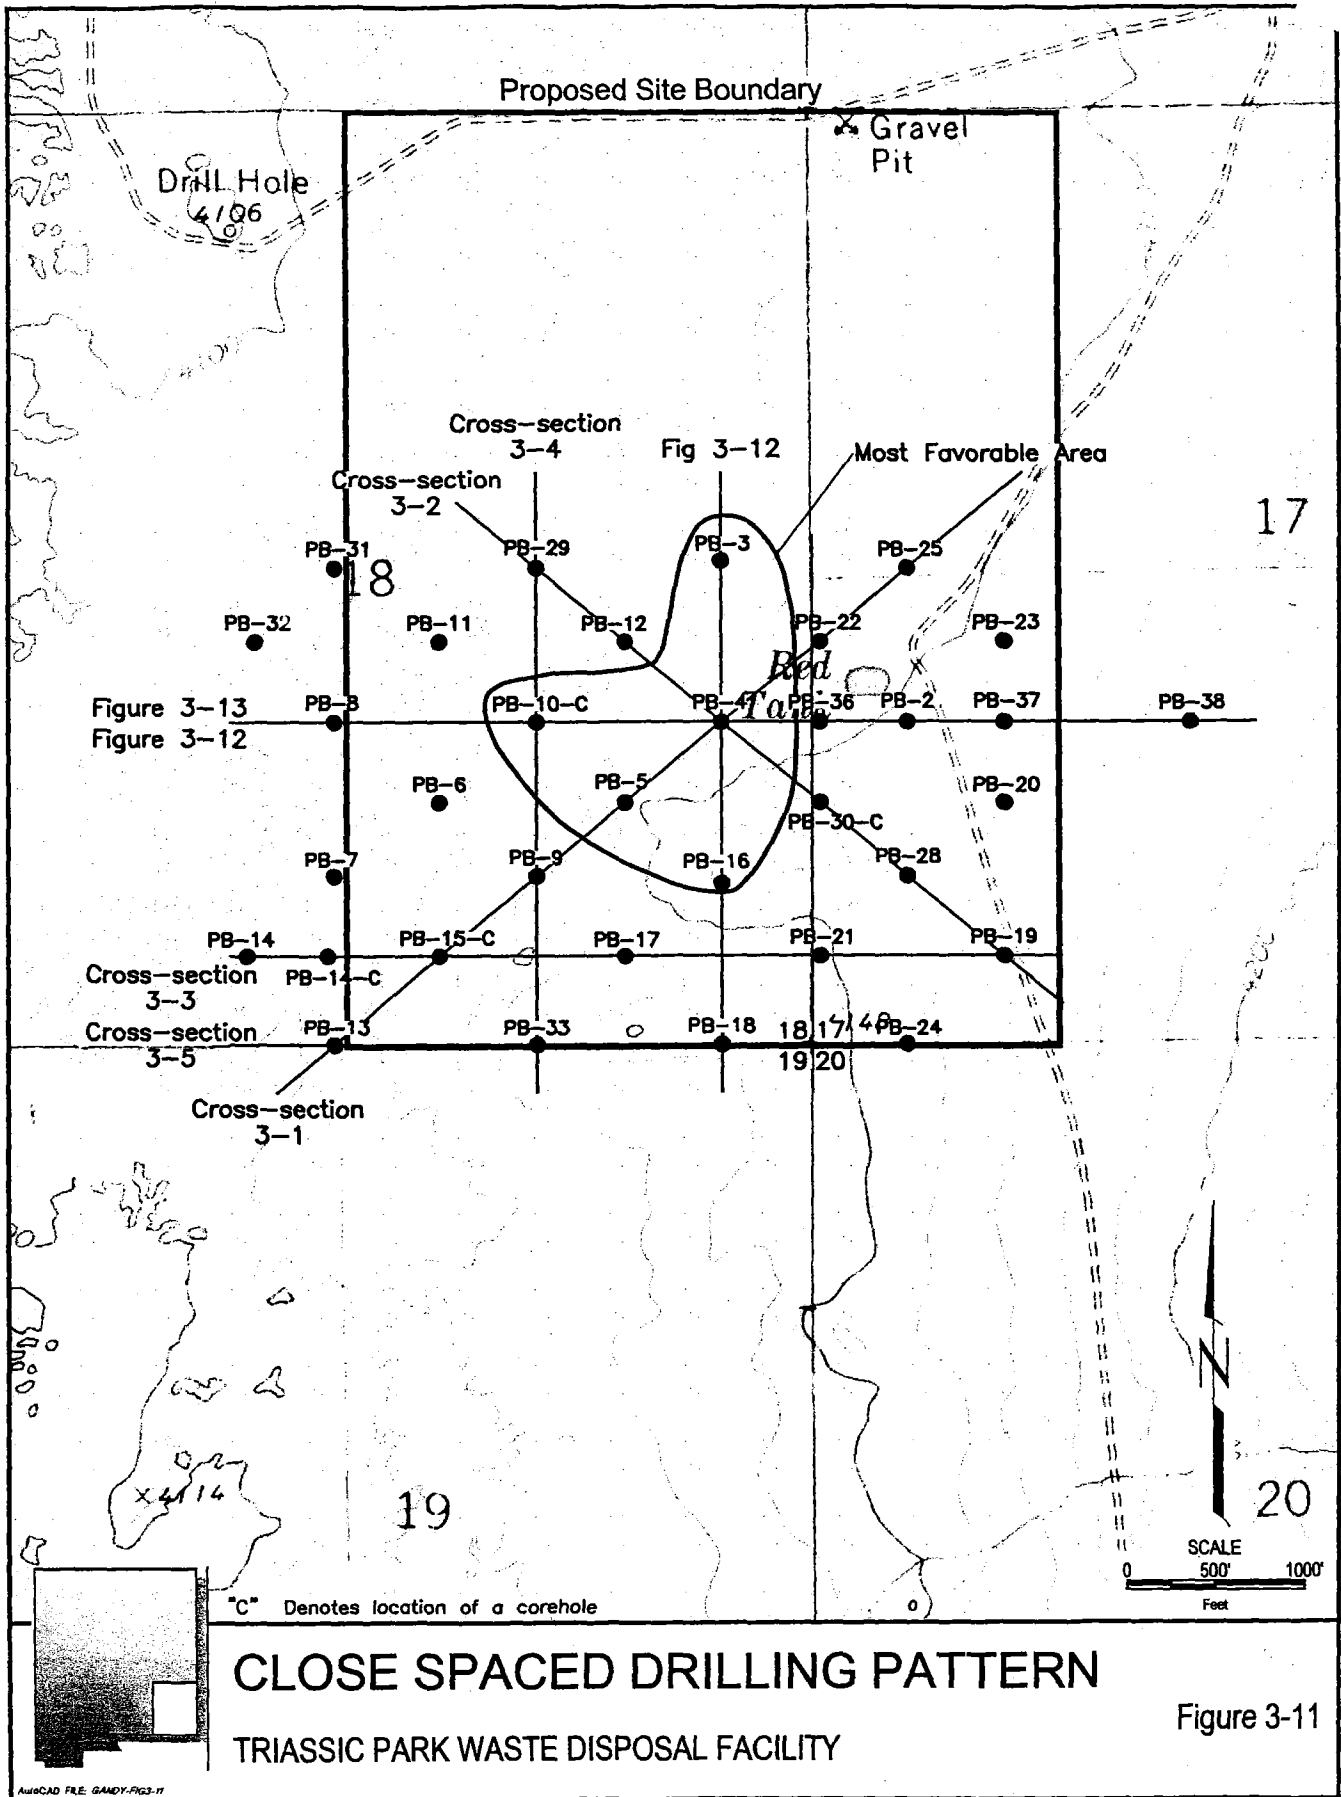 Proposed Site Boundary
Gravel
Pit
Drill Hole
4106
Cross-section
3-4
Fig 3-12
Most Favorable Area
Cross-section
3-2
17
PB-31
PB-29
PB-3
PB-25
18
PB-32
PB-11
PB-12
PB-22
PB-23
Red
Figure 3-13
PB-8
PB-10-C
PB-4
PB-36
PB-2
PB-37
PB-38
Figure 3-12
PB-6
PB-5
PB-20
PB-30-C
PB-7
PB-9
PB-16
PB-28
PB-14
PB-15-C
PB-17
PB-21
PB-19
Cross-section
3-3
PB-14-C
Cross-section
3-5
PB-13
PB-33
PB-18
18 17
PB-24
19 20
Cross-section
3-1
4114
19
20
N
SCALE
0 500' 1000'
Feet
"C" Denotes location of a corehole
CLOSE SPACED DRILLING PATTERN
TRIASSIC PARK WASTE DISPOSAL FACILITY
Figure 3-11
AutoCAD FILE: GANDY-FIG3-11